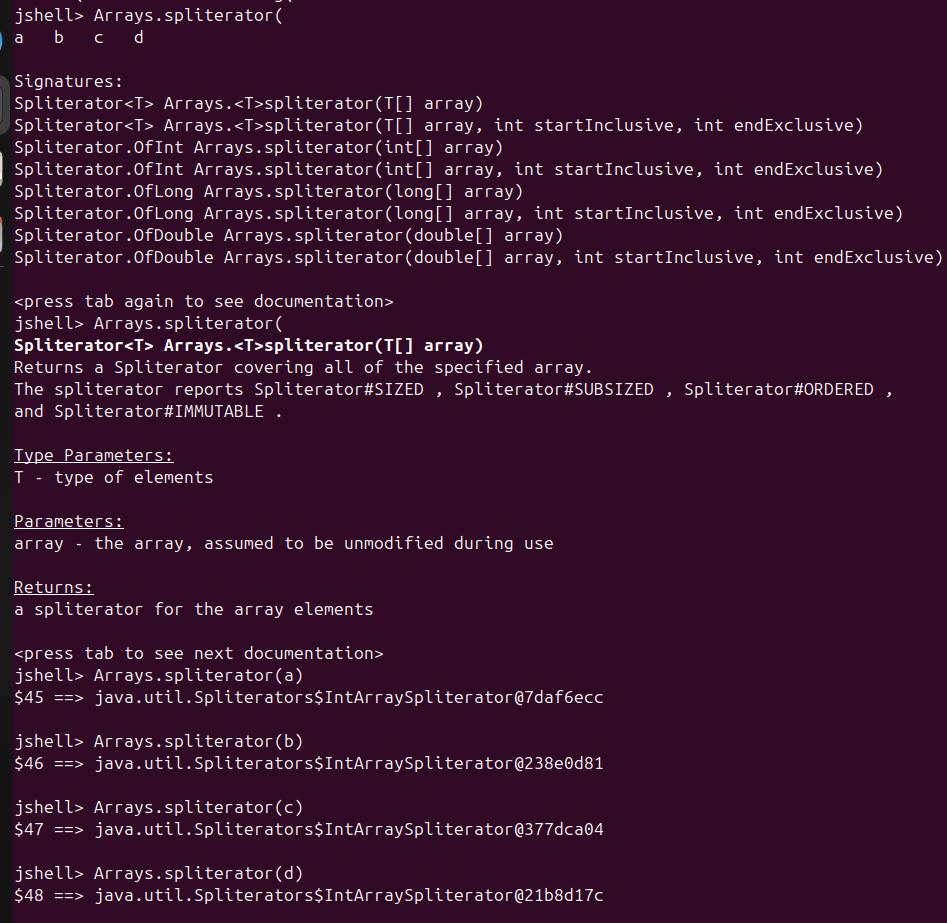 jshell> Arrays.spliterator(
a   b   c   d
Signatures:
Spliterator<T> Arrays.<T>spliterator(T[] array)
Spliterator<T> Arrays.<T>spliterator(T[] array, int startInclusive, int endExclusive)
Spliterator.OfInt Arrays.spliterator(int[] array)
Spliterator.OfInt Arrays.spliterator(int[] array, int startInclusive, int endExclusive)
Spliterator.OfLong Arrays.spliterator(long[] array)
Spliterator.OfLong Arrays.spliterator(long[] array, int startInclusive, int endExclusive)
Spliterator.OfDouble Arrays.spliterator(double[] array)
Spliterator.OfDouble Arrays.spliterator(double[] array, int startInclusive, int endExclusive)
<press tab again to see documentation>
jshell> Arrays.spliterator(
Spliterator<T> Arrays.<T>spliterator(T[] array)
Returns a Spliterator covering all of the specified array.
The spliterator reports Spliterator#SIZED , Spliterator#SUBSIZED , Spliterator#ORDERED ,
and Spliterator#IMMUTABLE .
Type Parameters:
T - type of elements
Parameters:
array - the array, assumed to be unmodified during use
Returns:
a spliterator for the array elements
<press tab to see next documentation>
jshell> Arrays.spliterator(a)
$45 ==> java.util.Spliterators$IntArraySpliterator@7daf6ecc
jshell> Arrays.spliterator(b)
$46 ==> java.util.Spliterators$IntArraySpliterator@238e0d81
jshell> Arrays.spliterator(c)
$47 ==> java.util.Spliterators$IntArraySpliterator@377dca04
jshell> Arrays.spliterator(d)
$48 ==> java.util.Spliterators$IntArraySpliterator@21b8d17c